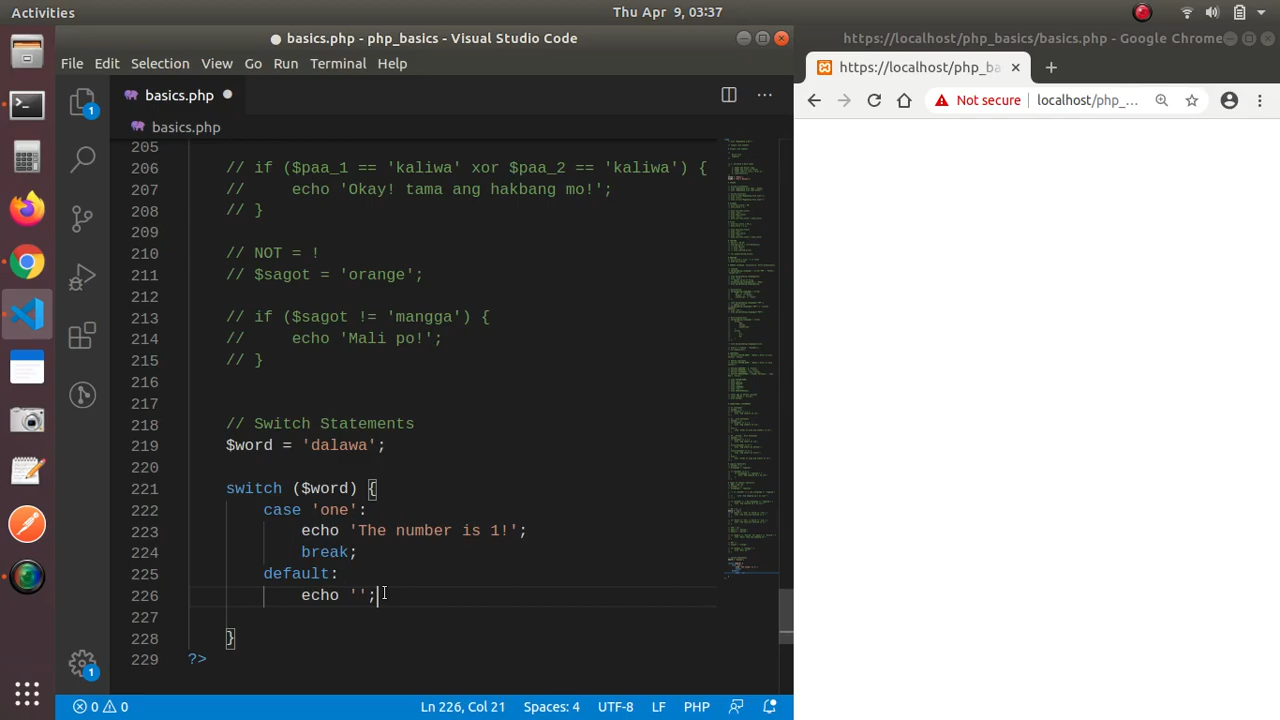 Activities
Thu Apr 9, 03:37
basics.php - php_basics - Visual Studio Code
https://localhost/php_basics/basics.php - Google Chrome
File Edit Selection View Go Run Terminal Help
https://localhost/php_ba
basics.php
Not secure
localhost/php_...
basics.php
205
206 // if ($paa_1 == 'kaliwa' xor $paa_2 == 'kaliwa') {
207 // echo 'Okay! tama ang hakbang mo!';
208 // }
209
210 // NOT = !
211 // $sagot = 'orange';
212
213 // if ($sagot != 'mangga') {
214 // echo 'Mali po!';
215 // }
216
217
218 // Switch Statements
219 $word = 'dalawa';
220
221 switch ($word) {
222 case 'one':
223 echo 'The number is 1!';
224 break;
225 default:
226 echo '';
227
228 }
229 ?>
0 0 Ln 226, Col 21 Spaces: 4 UTF-8 LF PHP
1
1